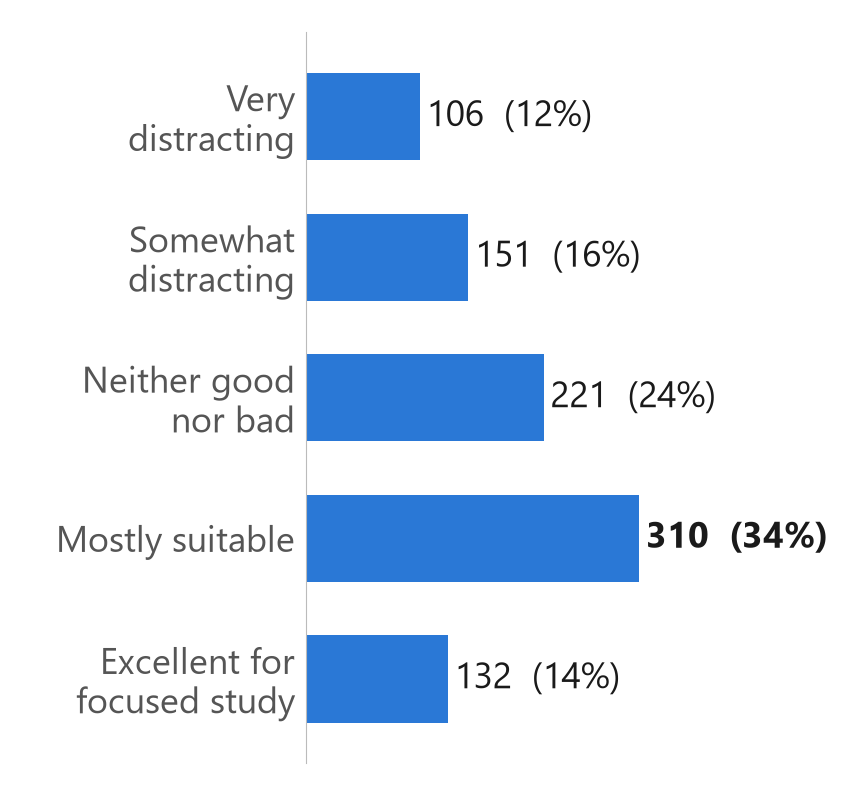 Very
distracting
106 (12%)
Somewhat
distracting
151 (16%)
Neither good
nor bad
221 (24%)
Mostly suitable
310 (34%)
Excellent for
focused study
132 (14%)